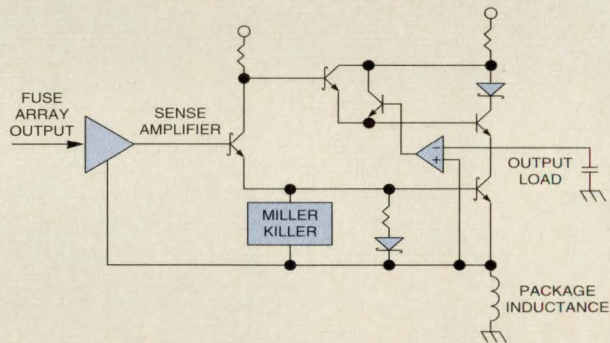 FUSE
ARRAY
OUTPUT
SENSE
AMPLIFIER
−
+
OUTPUT
LOAD
MILLER
KILLER
PACKAGE
INDUCTANCE